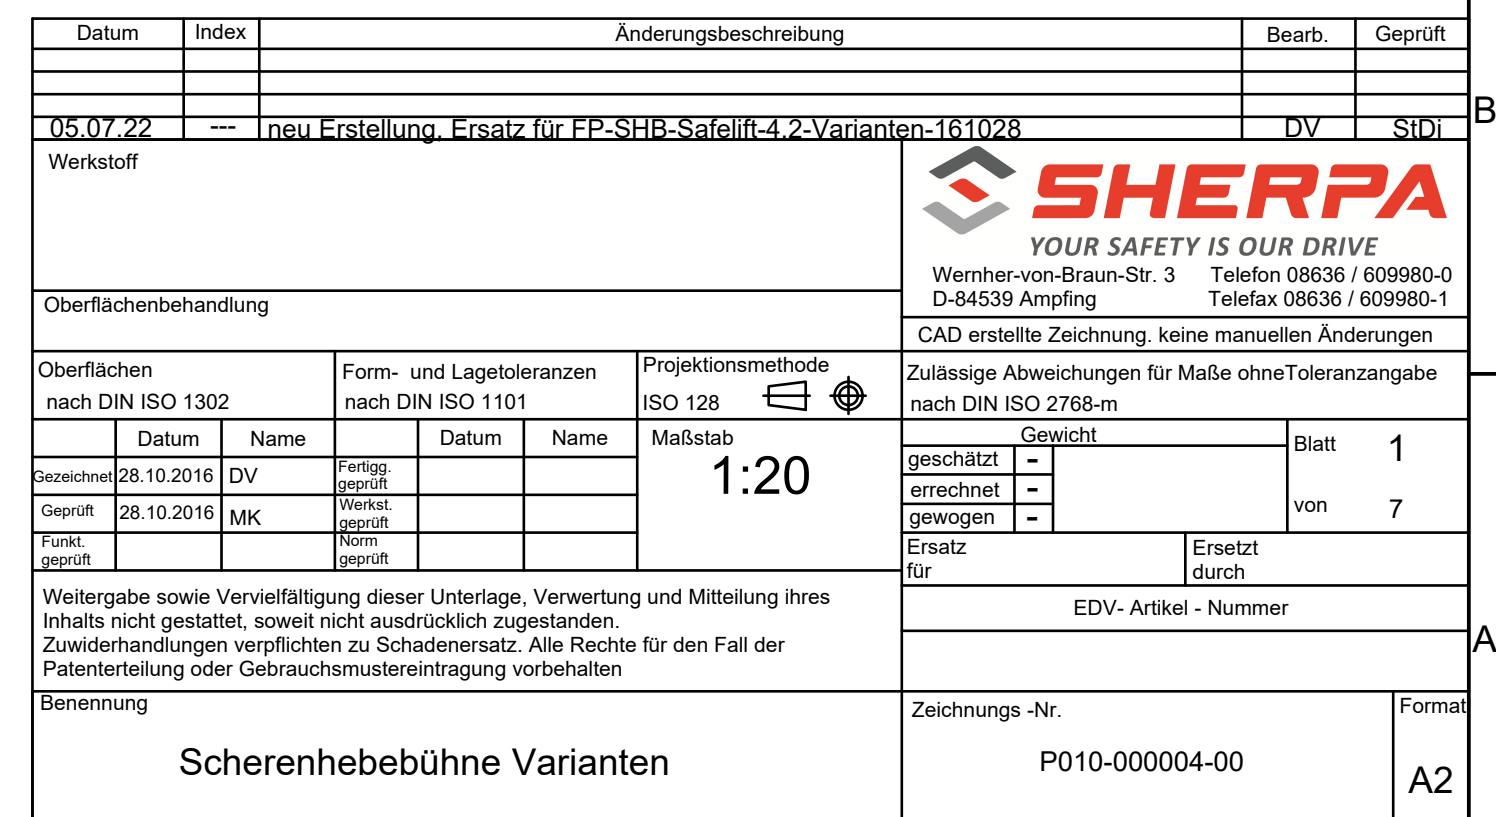 Datum Index Änderungsbeschreibung Bearb. Geprüft
05.07.22 --- neu Erstellung, Ersatz für FP-SHB-Safelift-4.2-Varianten-161028 DV StDi
B
Werkstoff
SHERPA
YOUR SAFETY IS OUR DRIVE
Wernher-von-Braun-Str. 3 Telefon 08636 / 609980-0
D-84539 Ampfing Telefax 08636 / 609980-1
Oberflächenbehandlung
CAD erstellte Zeichnung. keine manuellen Änderungen
Oberflächen
nach DIN ISO 1302
Form- und Lagetoleranzen
nach DIN ISO 1101
Projektionsmethode
ISO 128
Zulässige Abweichungen für Maße ohneToleranzangabe
nach DIN ISO 2768-m
Datum Name Datum Name
Gezeichnet 28.10.2016 DV Fertigg. geprüft
Geprüft 28.10.2016 MK Werkst. geprüft
Funkt. geprüft Norm geprüft
Maßstab
1:20
Gewicht
geschätzt -
errechnet -
gewogen -
Blatt 1
von 7
Ersatz
für
Ersetzt
durch
Weitergabe sowie Vervielfältigung dieser Unterlage, Verwertung und Mitteilung ihres
Inhalts nicht gestattet, soweit nicht ausdrücklich zugestanden.
Zuwiderhandlungen verpflichten zu Schadenersatz. Alle Rechte für den Fall der
Patenterteilung oder Gebrauchsmustereintragung vorbehalten
EDV- Artikel - Nummer
A
Benennung
Scherenhebebühne Varianten
Zeichnungs -Nr.
P010-000004-00
Format
A2